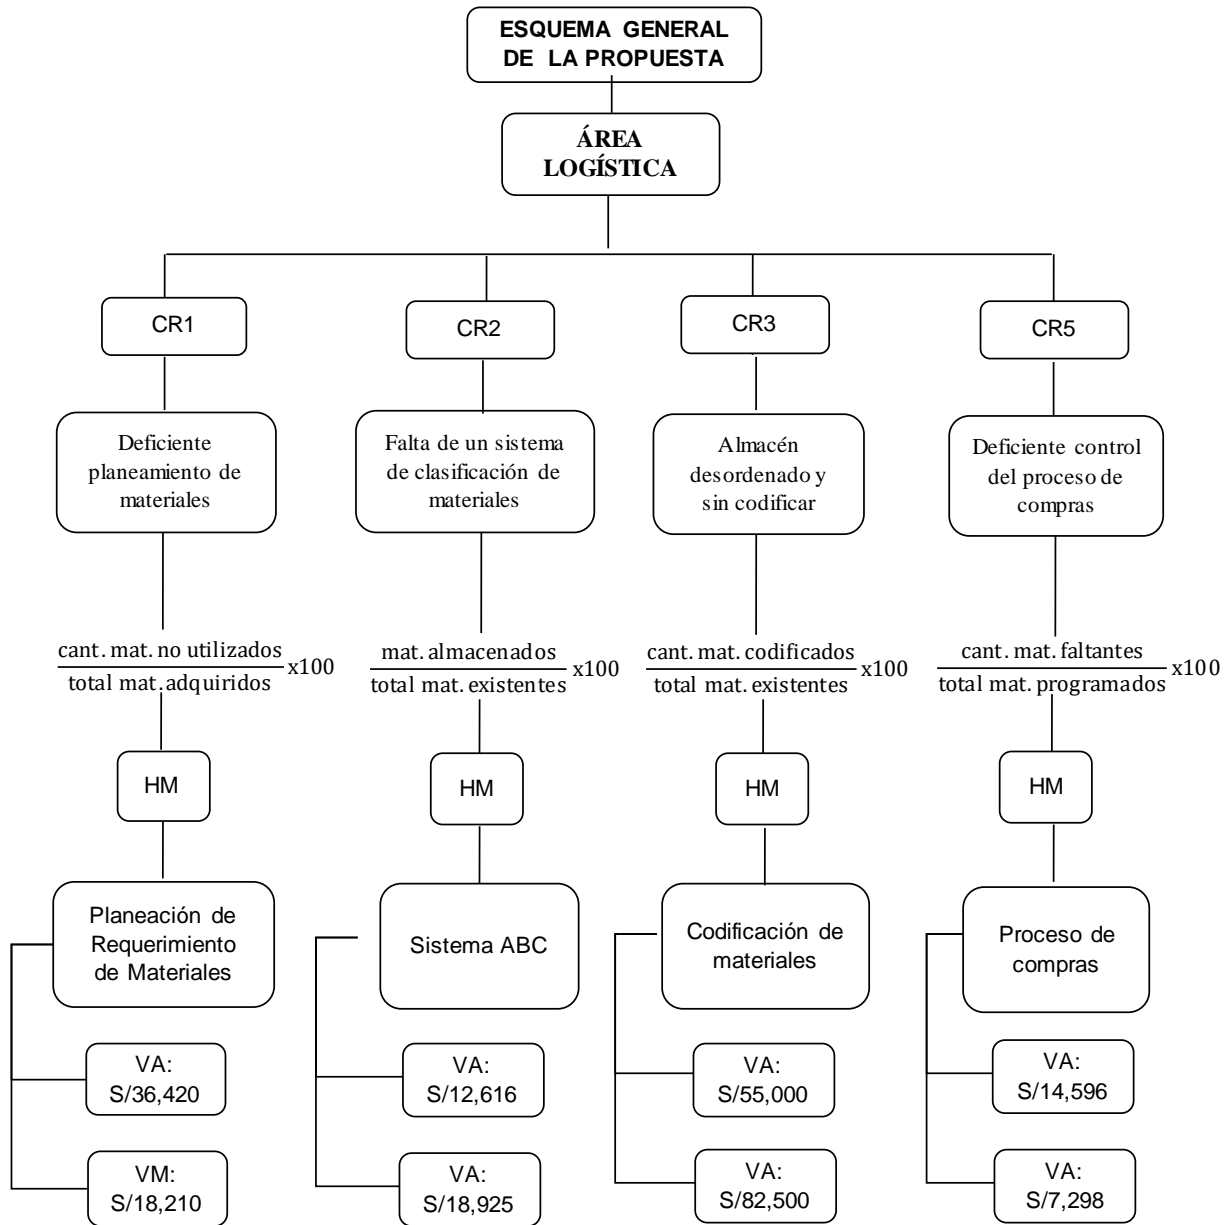 ESQUEMA GENERAL
DE LA PROPUESTA
ÁREA
LOGÍSTICA
CR1
CR2
CR3
CR5
Deficiente
planeamiento de
materiales
Falta de un sistema
de clasificación de
materiales
Almacén
desordenado y
sin codificar
Deficiente control
del proceso de
compras
cant. mat. no utilizados
total mat. adquiridos
x100
mat. almacenados
total mat. existentes
x100
cant. mat. codificados
total mat. existentes
x100
cant. mat. faltantes
total mat. programados
x100
HM
HM
HM
HM
Planeación de
Requerimiento
de Materiales
Sistema ABC
Codificación de
materiales
Proceso de
compras
VA:
S/36,420
VA:
S/12,616
VA:
S/55,000
VA:
S/14,596
VM:
S/18,210
VA:
S/18,925
VA:
S/82,500
VA:
S/7,298